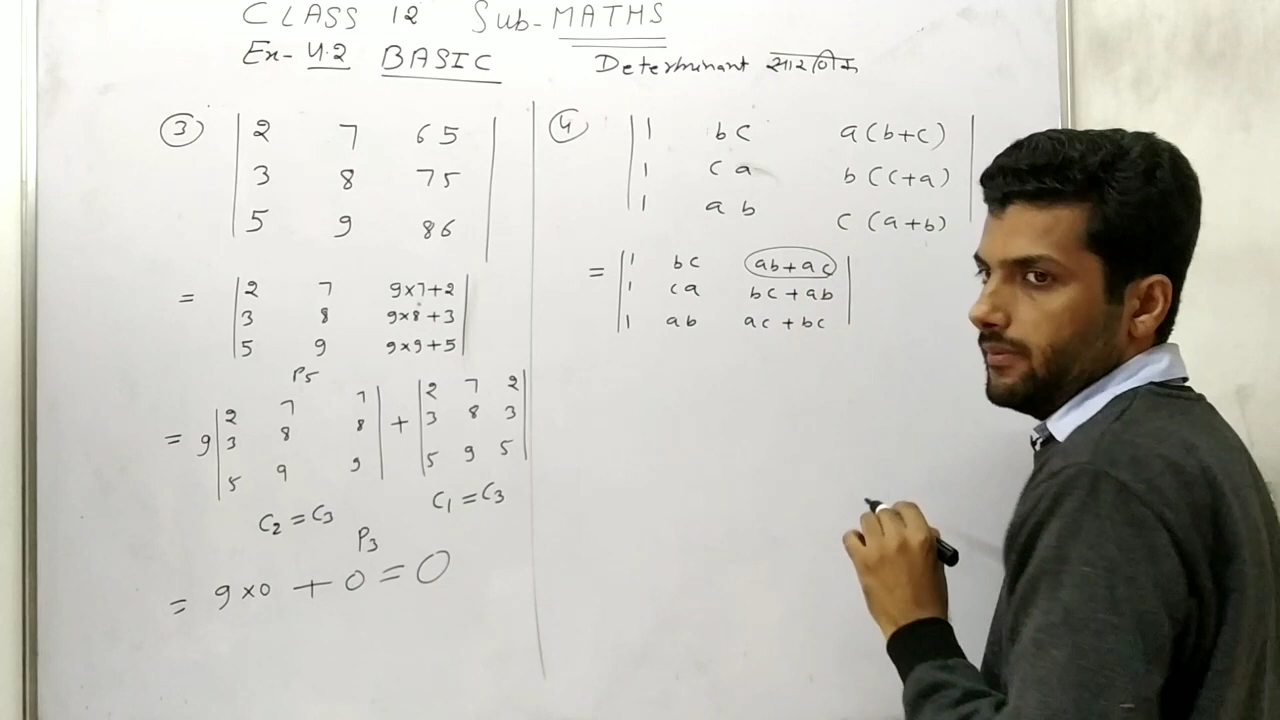 CLASS 12 Sub-MATHS
Ex-4.2 BASIC Determinant सारणिक
③ | 2 7 65 |
| 3 8 75 |
| 5 9 86 |
= | 2 7 9×7+2 |
| 3 8 9×8+3 |
| 5 9 9×9+5 |
P5
= 9 | 2 7 7 | + | 2 7 2 |
| 3 8 8 | | 3 8 3 |
| 5 9 9 | | 5 9 5 |
C2 = C3 C1 = C3
P3
= 9×0 + 0 = 0
④ | 1 bc a(b+c) |
| 1 ca b(c+a) |
| 1 ab c(a+b) |
= | 1 bc ab+ac |
| 1 ca bc+ab |
| 1 ab ac+bc |